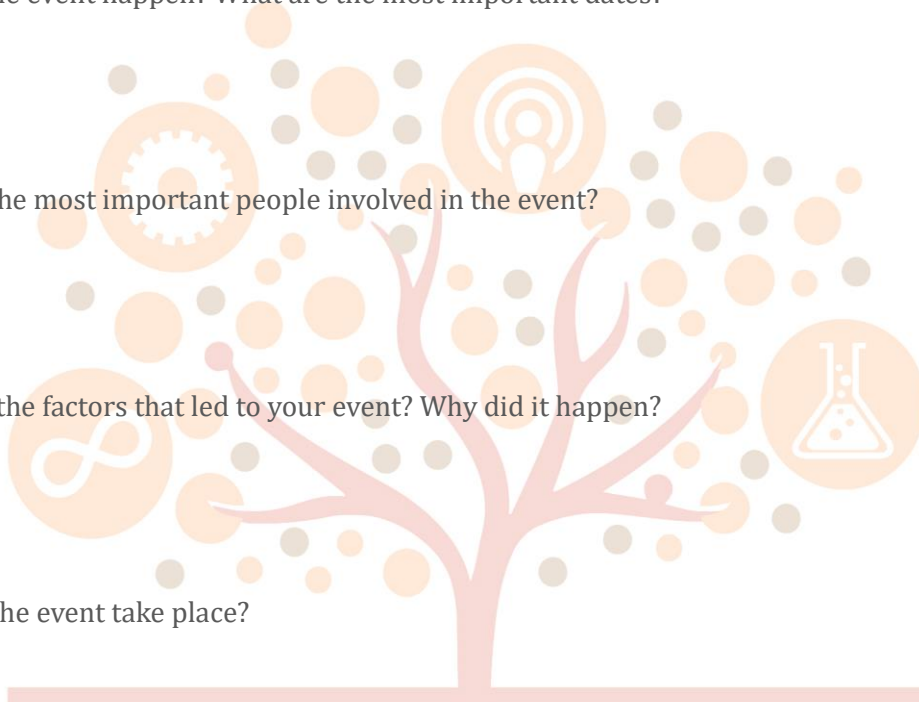 he event happen? What are the most important dates?
he most important people involved in the event?
the factors that led to your event? Why did it happen?
he event take place?